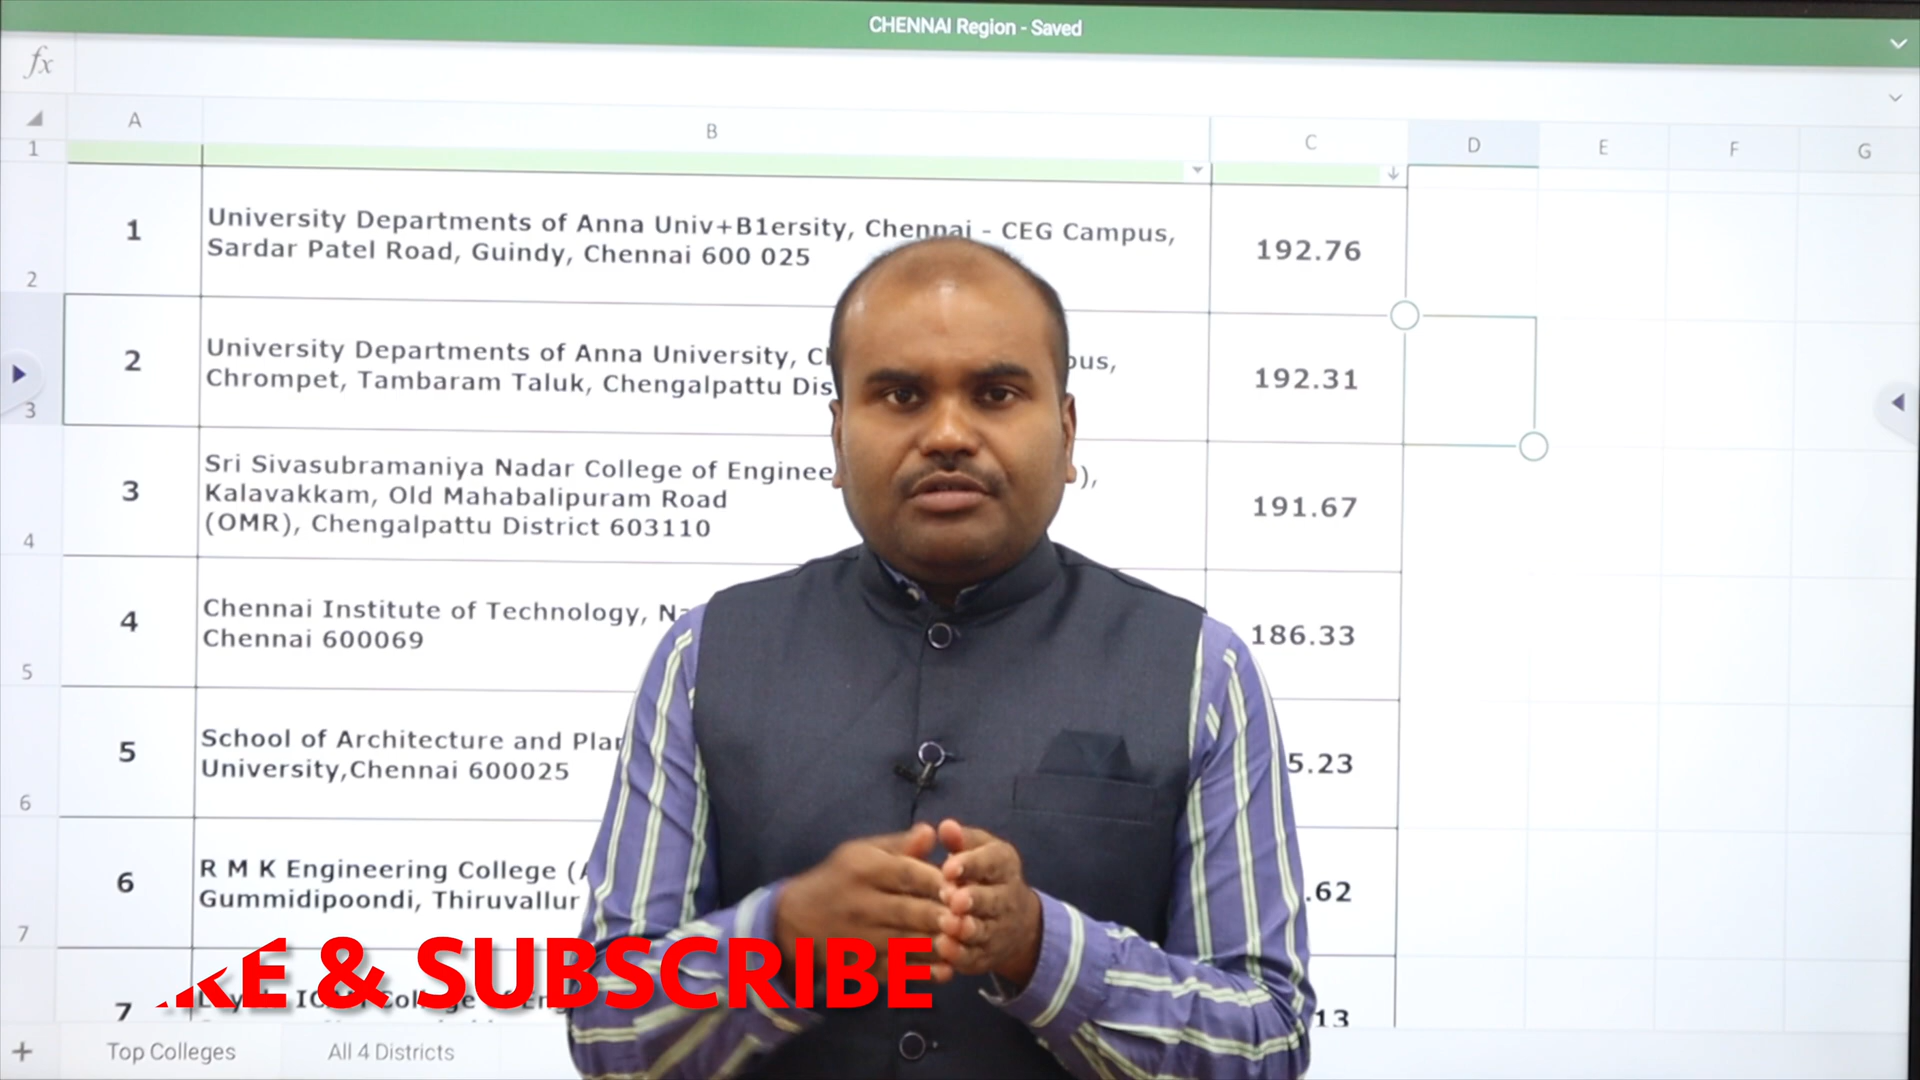 CHENNAI Region - Saved
fx
A B C D E F G
1
1 University Departments of Anna Univ+B1ersity, Chennai - CEG Campus,
Sardar Patel Road, Guindy, Chennai 600 025
192.76
2
2 University Departments of Anna University,
Chrompet, Tambaram Taluk, Chengalpattu
192.31
3
3 Sri Sivasubramaniya Nadar College of
Kalavakkam, Old Mahabalipuram Road
(OMR), Chengalpattu District 603110
191.67
4
4 Chennai Institute of Technology,
Chennai 600069
186.33
5
5 School of Architecture and
University,Chennai 600025
5.23
6
6 R M K Engineering College
Gummidipoondi, Thiruvallur
.62
7
& SUBSCRIBE
7
13
+ Top Colleges All 4 Districts